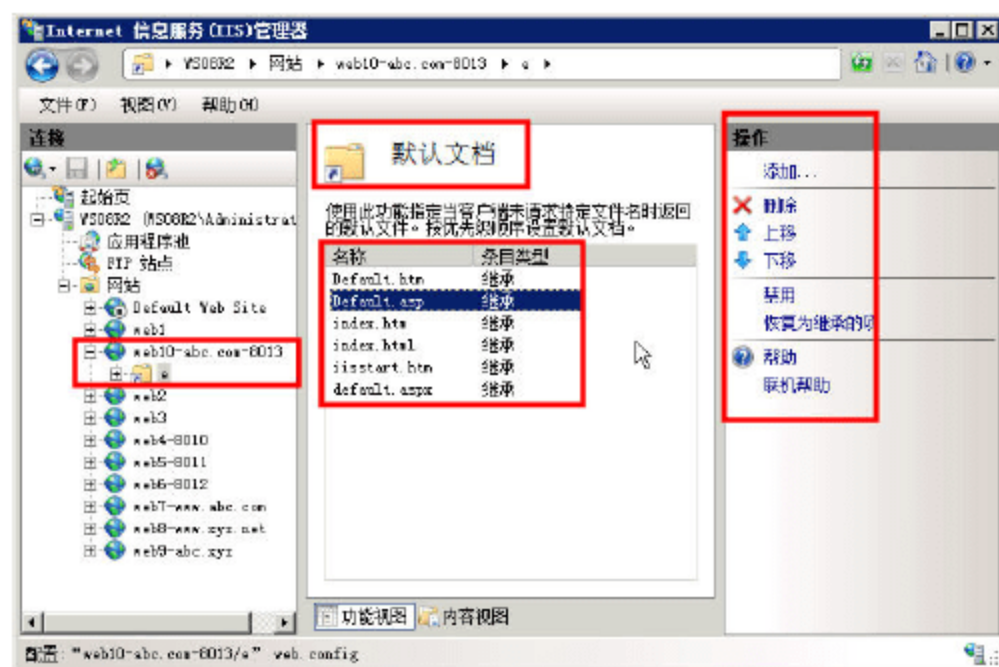 Internet 信息服务(IIS)管理器
WS08R2 网站 web10-abc.com-8013 e
文件(F) 视图(V) 帮助(H)
连接
起始页
WS08R2 (WS08R2\Administrat
应用程序池
FTP 站点
网站
Default Web Site
web1
web10-abc.com-8013
e
web2
web3
web4-8010
web5-8011
web6-8012
web7-www.abc.com
web8-www.xyz.net
web9-abc.xyz
默认文档
使用此功能指定当客户端未请求特定文件名时返回
的默认文件。按优先级顺序设置默认文档。
名称 条目类型
Default.htm 继承
Default.asp 继承
index.htm 继承
index.html 继承
iisstart.htm 继承
default.aspx 继承
功能视图 内容视图
操作
添加...
删除
上移
下移
禁用
恢复为继承的项
帮助
联机帮助
配置: "web10-abc.com-8013/e" web.config